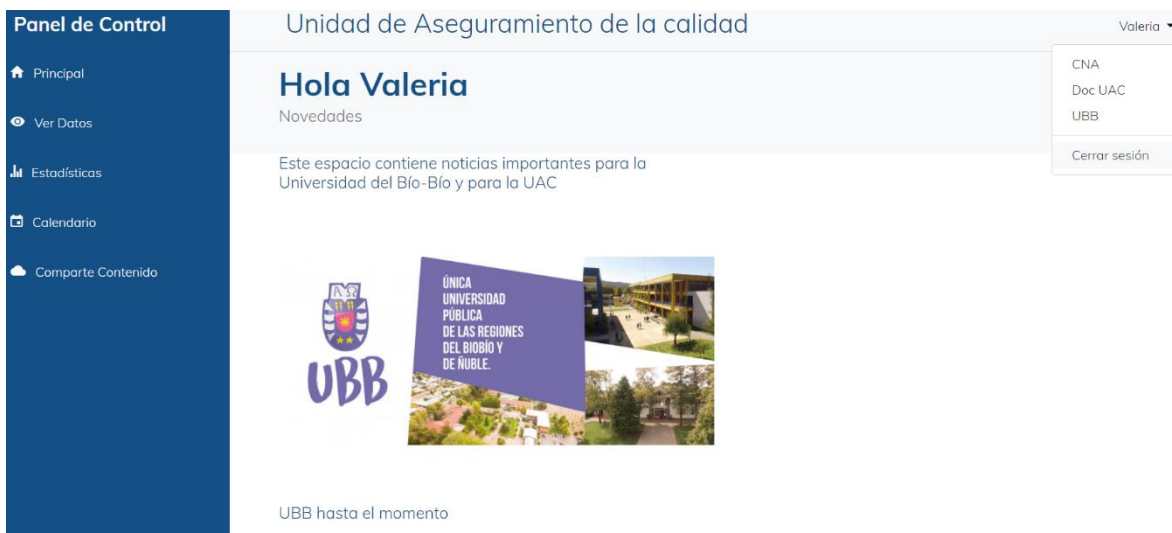 Panel de Control
Principal
Ver Datos
Estadísticas
Calendario
Comparte Contenido
Unidad de Aseguramiento de la calidad
Valeria
CNA
Doc UAC
UBB
Cerrar sesión
Hola Valeria
Novedades
Este espacio contiene noticias importantes para la
Universidad del Bío-Bío y para la UAC
UBB
ÚNICA
UNIVERSIDAD
PÚBLICA
DE LAS REGIONES
DEL BIOBÍO Y
DE ÑUBLE.
UBB hasta el momento